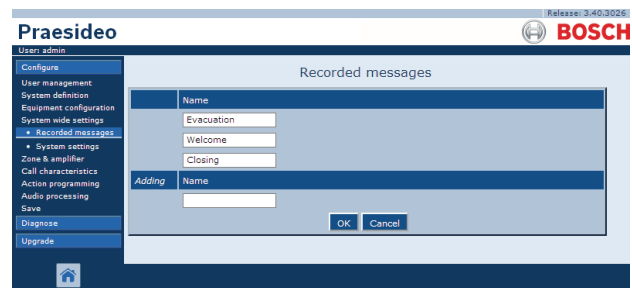 Release: 3.40.3026
Praesideo
BOSCH
User: admin
Configure
User management
System definition
Equipment configuration
System wide settings
• Recorded messages
• System settings
Zone & amplifier
Call characteristics
Action programming
Audio processing
Save
Diagnose
Upgrade
Recorded messages
Name
Evacuation
Welcome
Closing
Adding Name
OK Cancel